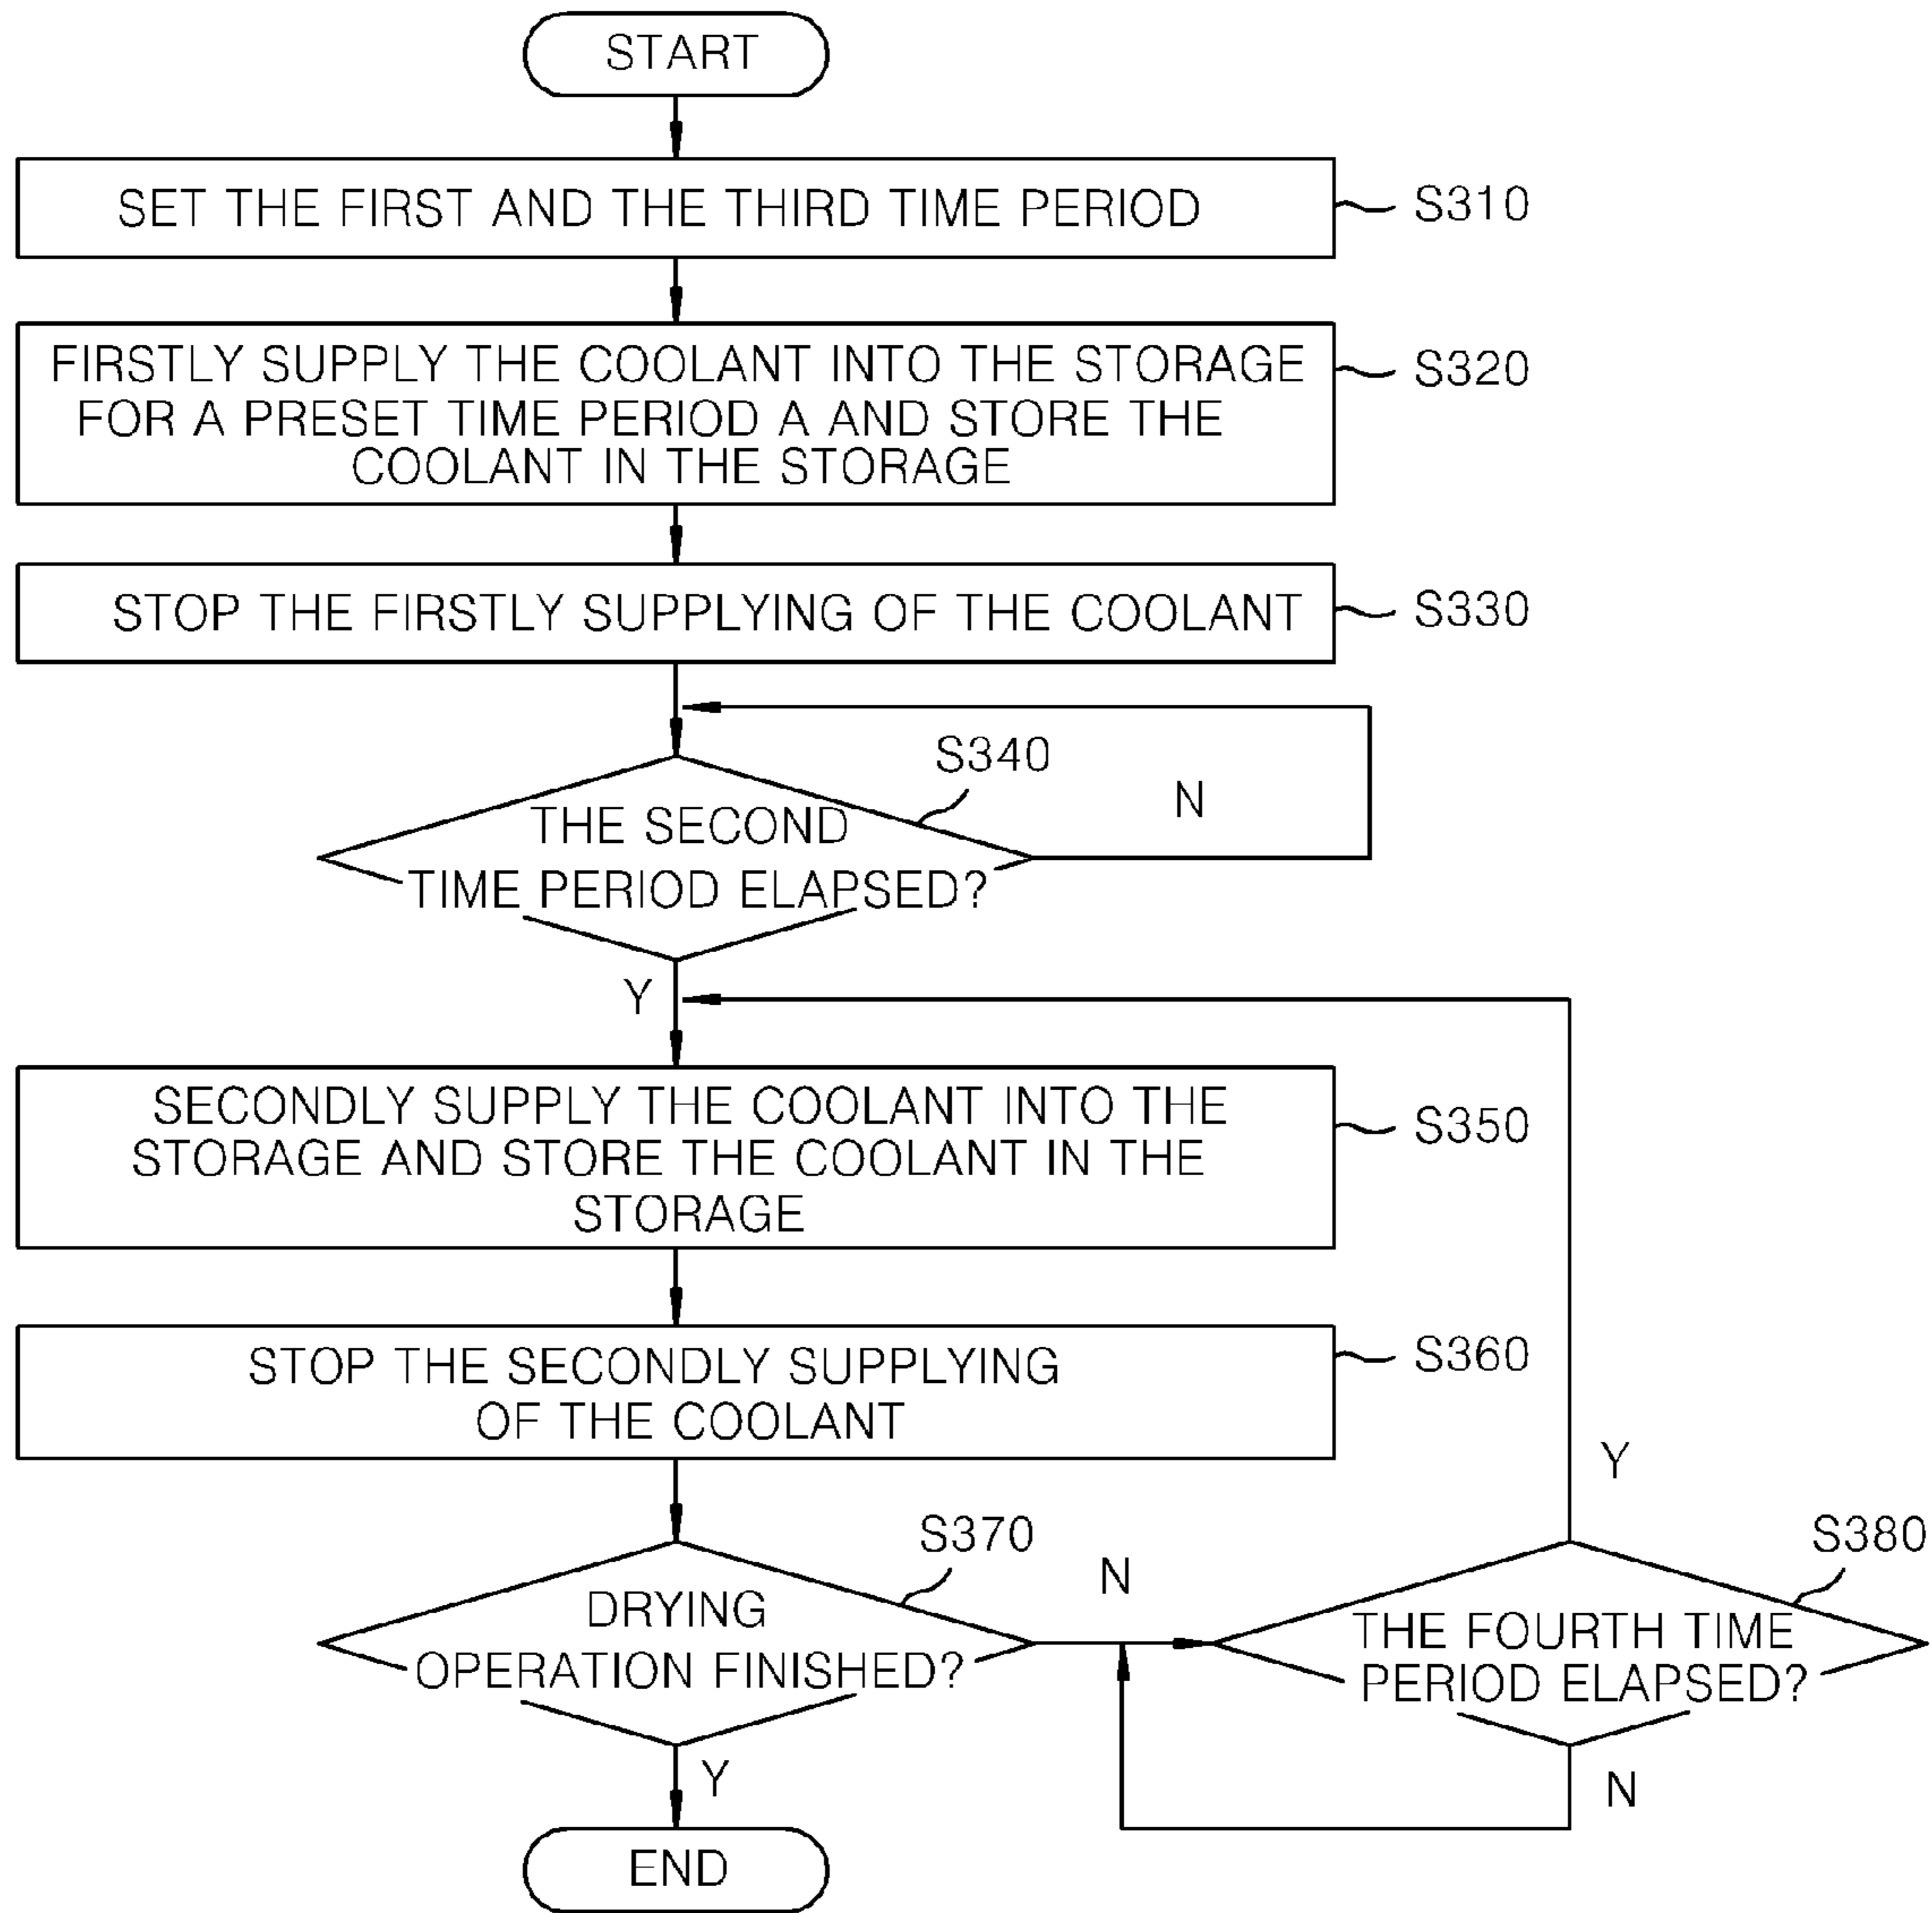 START
SET THE FIRST AND THE THIRD TIME PERIOD
S310
FIRSTLY SUPPLY THE COOLANT INTO THE STORAGE
FOR A PRESET TIME PERIOD A AND STORE THE
COOLANT IN THE STORAGE
S320
STOP THE FIRSTLY SUPPLYING OF THE COOLANT
S330
S340
N
THE SECOND
TIME PERIOD ELAPSED?
Y
SECONDLY SUPPLY THE COOLANT INTO THE
STORAGE AND STORE THE COOLANT IN THE
STORAGE
S350
STOP THE SECONDLY SUPPLYING
OF THE COOLANT
S360
Y
S370
S380
N
DRYING
OPERATION FINISHED?
THE FOURTH TIME
PERIOD ELAPSED?
Y
N
END